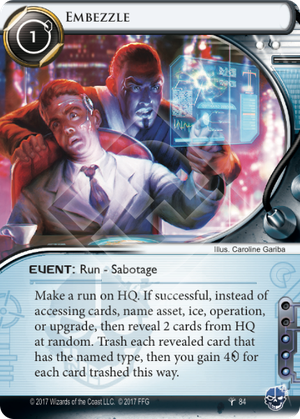 EMBEZZLE
1
Illus. Caroline Gariba
EVENT: Run - Sabotage
Make a run on HQ. If successful, instead of
accessing cards, name asset, ice, operation,
or upgrade, then reveal 2 cards from HQ
at random. Trash each revealed card that
has the named type, then you gain 4 for
each card trashed this way.
© 2017 Wizards of the Coast LLC. © 2017 FFG
84